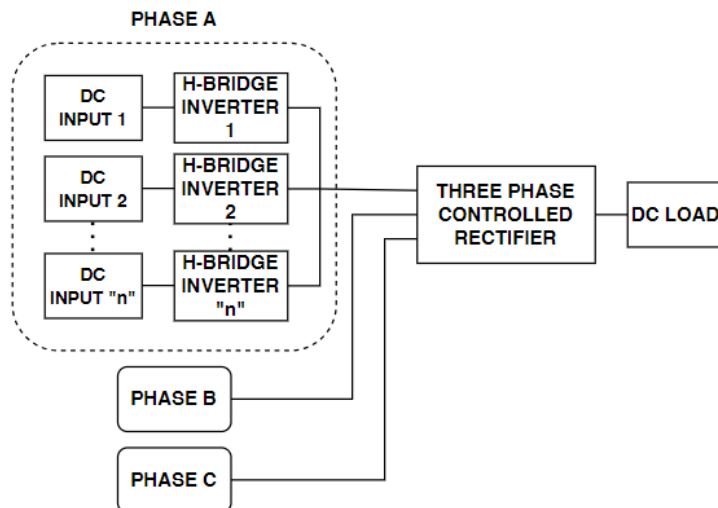 PHASE A
DC
INPUT 1
H-BRIDGE
INVERTER
1
DC
INPUT 2
H-BRIDGE
INVERTER
2
DC
INPUT "n"
H-BRIDGE
INVERTER
"n"
THREE PHASE
CONTROLLED
RECTIFIER
DC LOAD
PHASE B
PHASE C